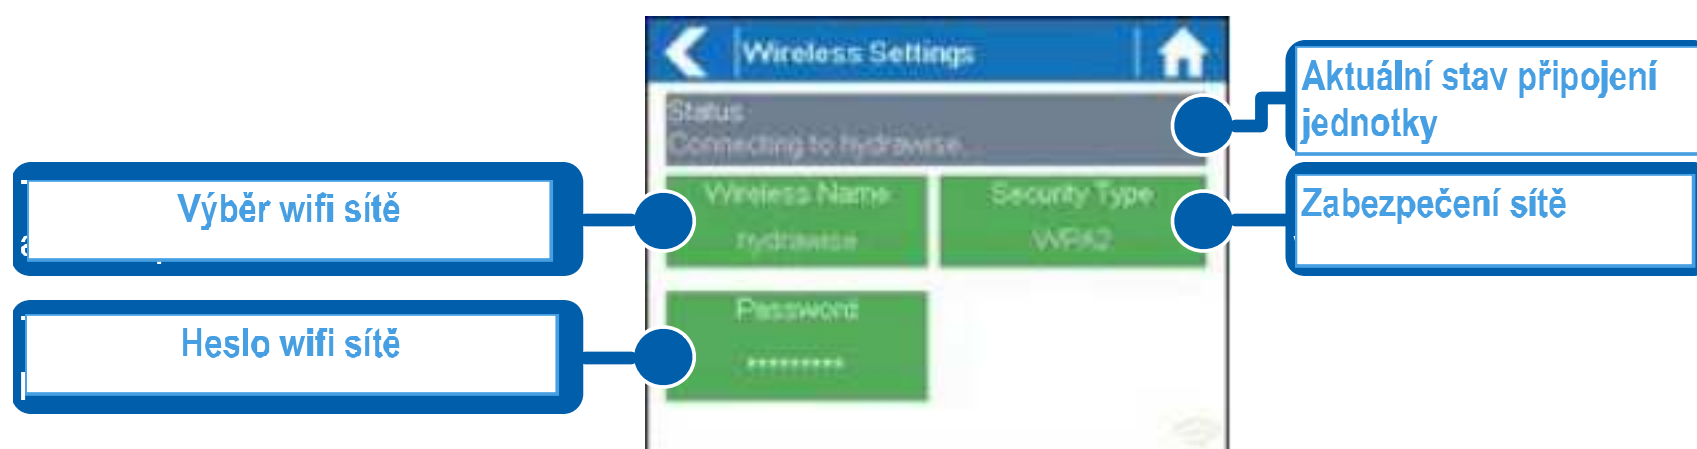 Wireless Settings
Status
Connecting to hydrawise
Aktuální stav připojení
jednotky
Výběr wifi sítě
Wireless Name
hydrawise
Security Type
WPA2
Zabezpečení sítě
Heslo wifi sítě
Password
*********